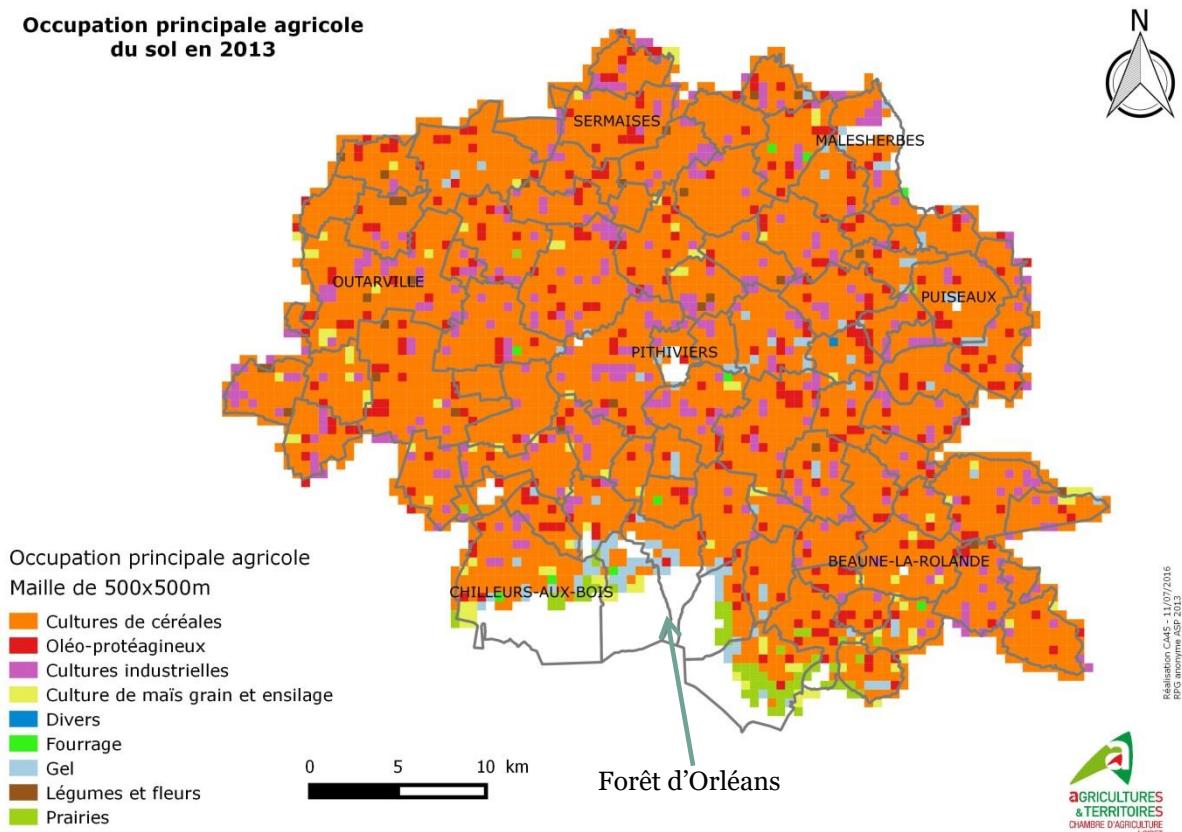 Occupation principale agricole
du sol en 2013
N
SERMAISES
MALESHERBES
OUTARVILLE
PUISEAUX
PITHIVIERS
BEAUNE-LA-ROLANDE
CHILLEURS-AUX-BOIS
Occupation principale agricole
Maille de 500x500m
Cultures de céréales
Oléo-protéagineux
Cultures industrielles
Culture de maïs grain et ensilage
Divers
Fourrage
Gel
Légumes et fleurs
Prairies
0 5 10 km
Forêt d'Orléans
Réalisation CA45 - 11/07/2016
RPG anonyme ASP 2013
aGRICULTURES
& TERRITOIRES
CHAMBRE D'AGRICULTURE
LOIRET